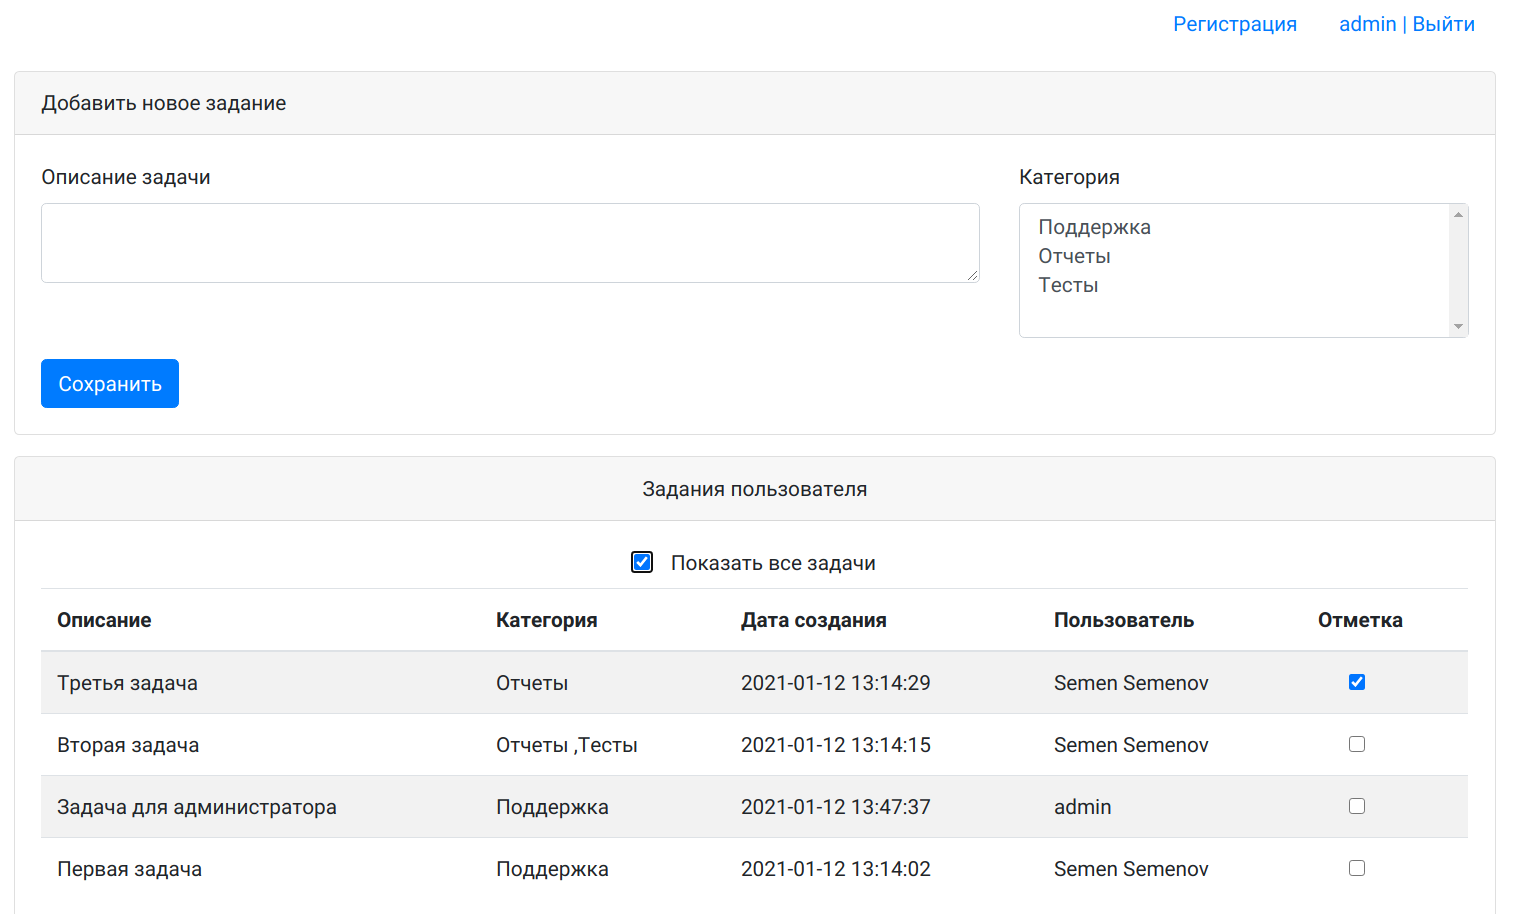 Регистрация admin | Выйти
Добавить новое задание
Описание задачи
Категория
Поддержка
Отчеты
Тесты
Сохранить
Задания пользователя
Показать все задачи
Описание Категория Дата создания Пользователь Отметка
Третья задача Отчеты 2021-01-12 13:14:29 Semen Semenov
Вторая задача Отчеты ,Тесты 2021-01-12 13:14:15 Semen Semenov
Задача для администратора Поддержка 2021-01-12 13:47:37 admin
Первая задача Поддержка 2021-01-12 13:14:02 Semen Semenov